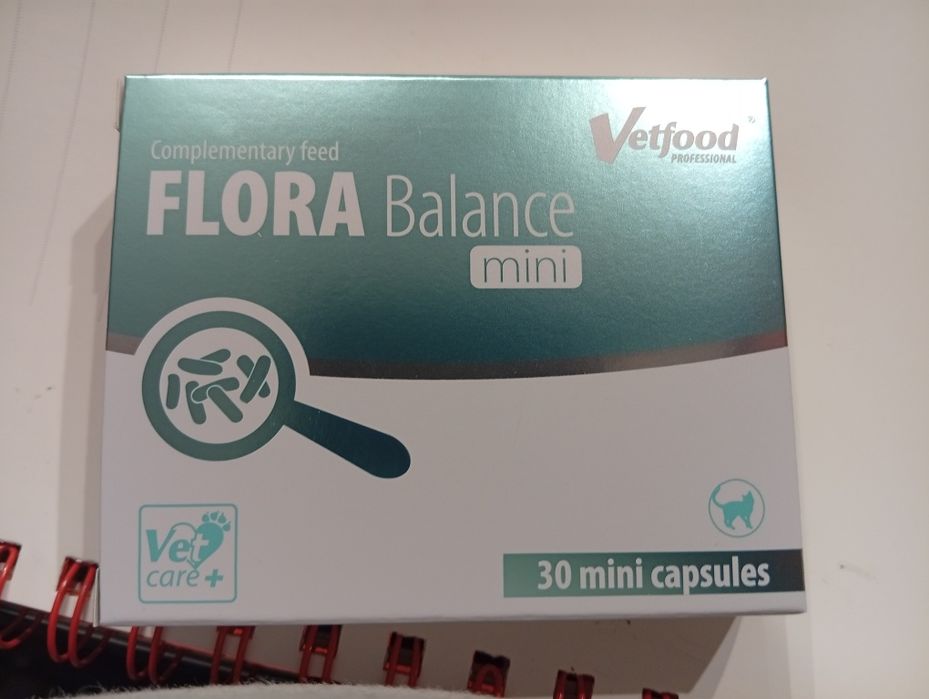 Vetfood
PROFESSIONAL
Complementary feed
FLORA Balance
mini
Vet
care +
30 mini capsules